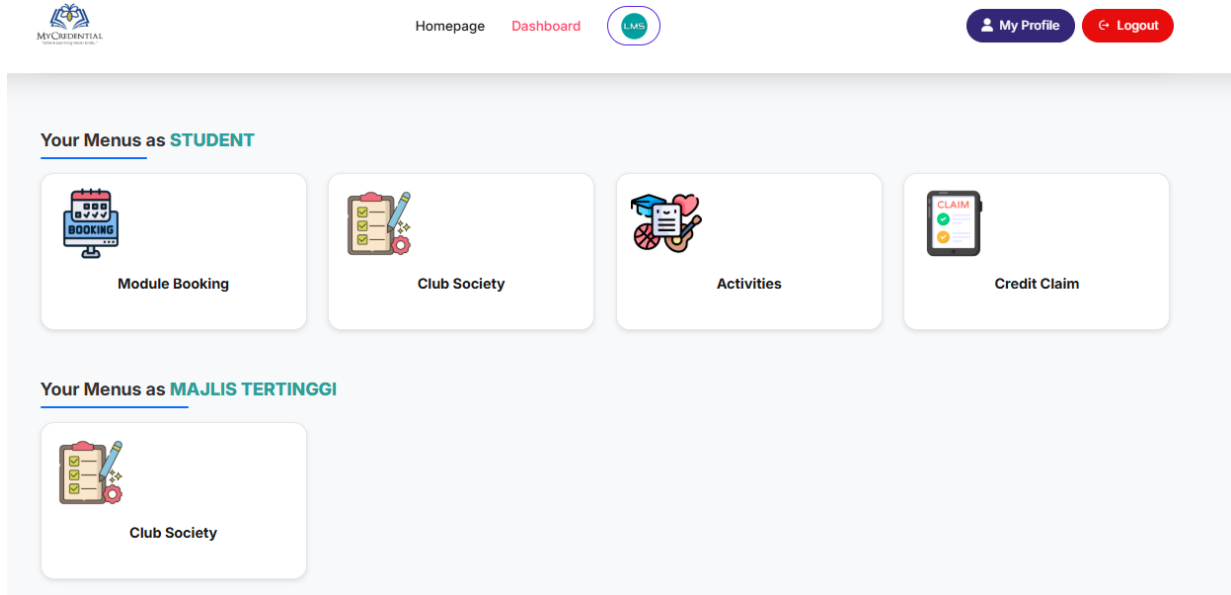 MYCREDENTIAL
Homepage Dashboard LMS My Profile Logout
Your Menus as STUDENT
BOOKING
CLAIM
Module Booking Club Society Activities Credit Claim
Your Menus as MAJLIS TERTINGGI
Club Society